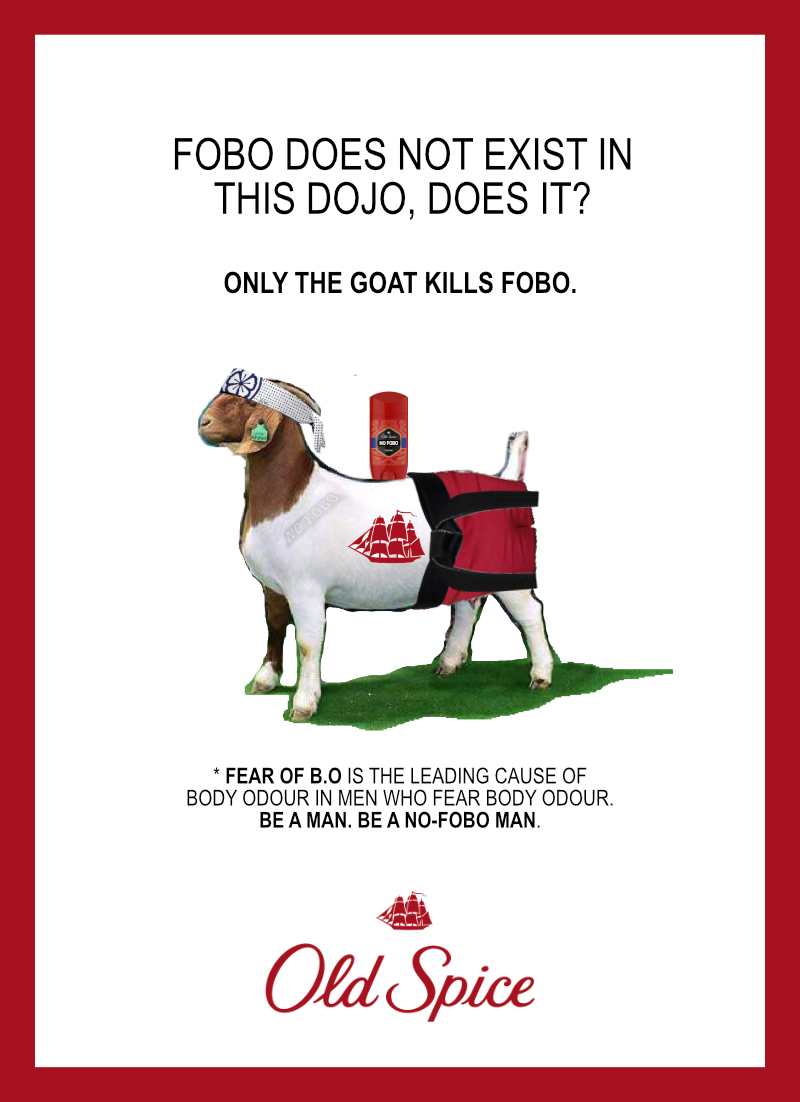 FOBO DOES NOT EXIST IN
THIS DOJO, DOES IT?
ONLY THE GOAT KILLS FOBO.
Old Spice
NO FOBO
NO FOBO
* FEAR OF B.O IS THE LEADING CAUSE OF
BODY ODOUR IN MEN WHO FEAR BODY ODOUR.
BE A MAN. BE A NO-FOBO MAN.
Old Spice